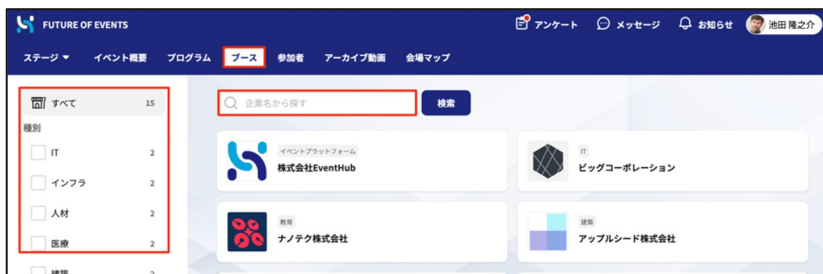 FUTURE OF EVENTS
アンケート
メッセージ
お知らせ
池田 隆之介
ステージ
イベント概要
プログラム
ブース
参加者
アーカイブ動画
会場マップ
すべて 15
種別
IT 2
インフラ 2
人材 2
医療 2
建築 2
企業名から探す
検索
イベントプラットフォーム
株式会社EventHub
IT
ビッグコーポレーション
教育
ナノテク株式会社
建築
アップルシード株式会社